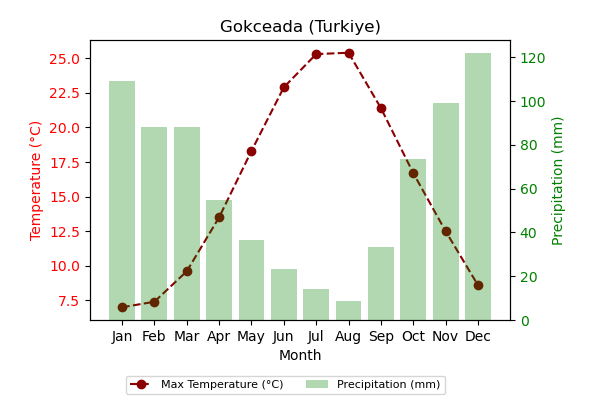 Gokceada (Turkiye)
25.0
22.5
20.0
17.5
15.0
12.5
10.0
7.5
Temperature (°C)
120
100
80
60
40
20
0
Precipitation (mm)
Jan Feb Mar Apr May Jun Jul Aug Sep Oct Nov Dec
Month
Max Temperature (°C) Precipitation (mm)